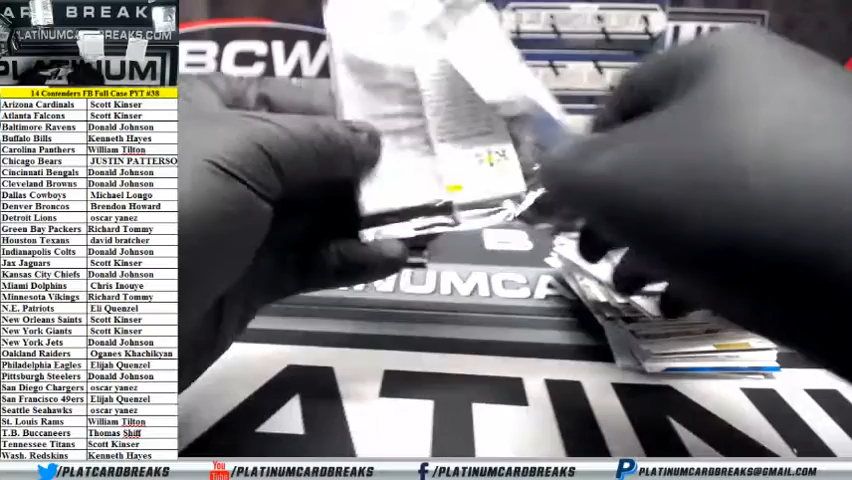 ARD BREAK
LATINUMCARDBREAKS.COM
PLATINUM
BCW
14 Contenders FB Full Case PYT #38
Arizona Cardinals Scott Kinser
Atlanta Falcons Scott Kinser
Baltimore Ravens Donald Johnson
Buffalo Bills Kenneth Hayes
Carolina Panthers William Tilton
Chicago Bears JUSTIN PATTERSO
Cincinnati Bengals Donald Johnson
Cleveland Browns Donald Johnson
Dallas Cowboys Michael Longo
Denver Broncos Brendon Howard
Detroit Lions oscar yanez
Green Bay Packers Richard Tommy
Houston Texans david bratcher
Indianapolis Colts Donald Johnson
Jax Jaguars Scott Kinser
Kansas City Chiefs Donald Johnson
Miami Dolphins Chris Inouye
Minnesota Vikings Richard Tommy
N.E. Patriots Eli Quenzel
New Orleans Saints Scott Kinser
New York Giants Scott Kinser
New York Jets Donald Johnson
Oakland Raiders Oganes Khachikyan
Philadelphia Eagles Elijah Quenzel
Pittsburgh Steelers Donald Johnson
San Diego Chargers oscar yanez
San Francisco 49ers Elijah Quenzel
Seattle Seahawks oscar yanez
St. Louis Rams William Tilton
T.B. Buccaneers Thomas Shiff
Tennessee Titans Scott Kinser
Wash. Redskins Kenneth Hayes
BCW
INUMCA
ATINU
/PLATCARDBREAKS
You Tube /PLATINUMCARDBREAKS
/PLATINUMCARDBREAKS
PLATINUMCARDBREAKS@GMAIL.COM